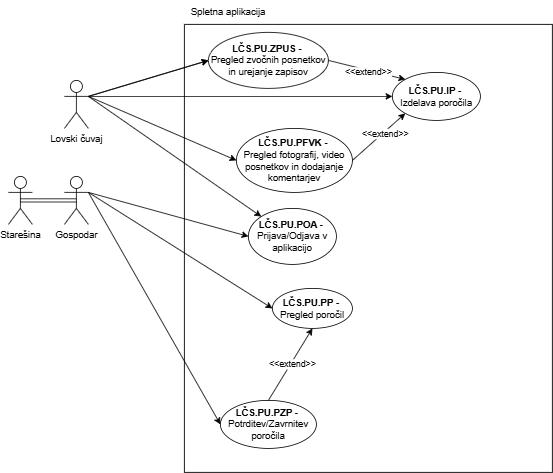 Spletna aplikacija
LČS.PU.ZPUS -
Pregled zvočnih posnetkov
in urejanje zapisov
<<extend>>
LČS.PU.IP -
Izdelava poročila
Lovski čuvaj
<<extend>>
LČS.PU.PFVK -
Pregled fotografij, video
posnetkov in dodajanje
komentarjev
Starešina
Gospodar
LČS.PU.POA -
Prijava/Odjava v
aplikacijo
LČS.PU.PP -
Pregled poročil
<<extend>>
LČS.PU.PZP -
Potrditev/Zavrnitev
poročila